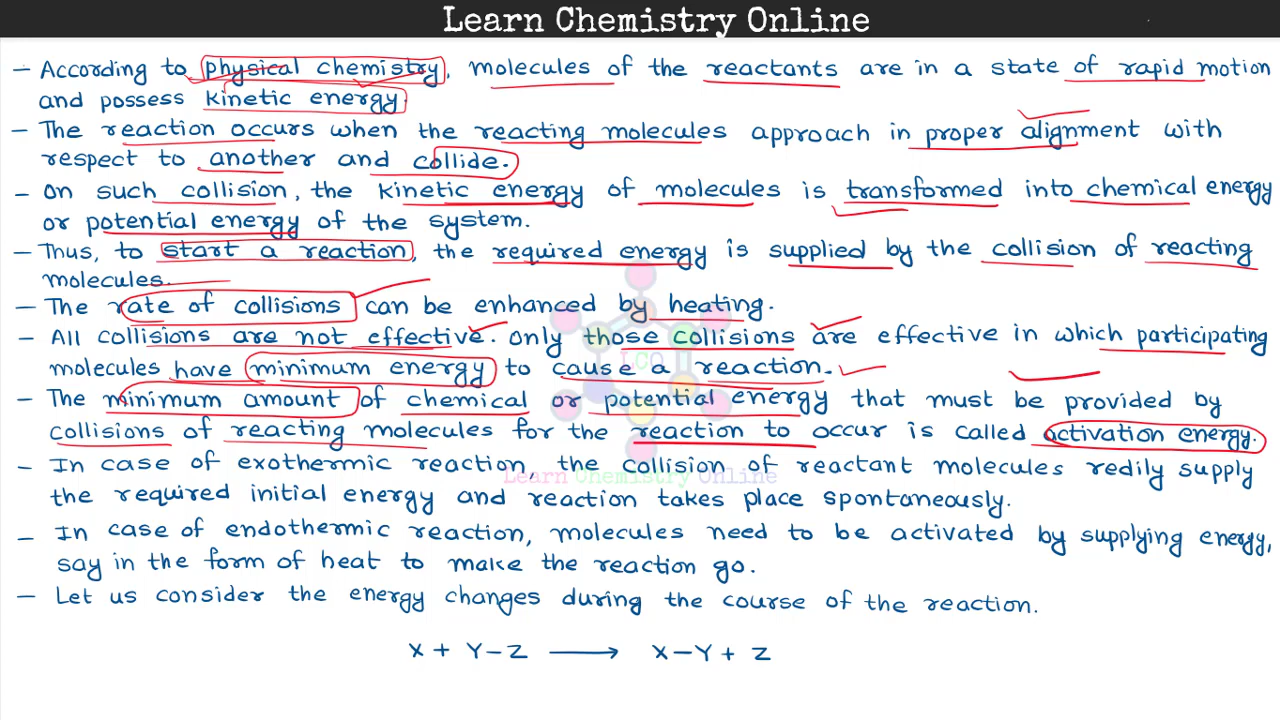 Learn Chemistry Online
- According to physical chemistry, molecules of the reactants are in a state of rapid motion
and possess kinetic energy
- The reaction occurs when the reacting molecules approach in proper alignment with
respect to another and collide.
- On such collision, the kinetic energy of molecules is transformed into chemical energy
or potential energy of the system.
- Thus, to start a reaction, the required energy is supplied by the collision of reacting
molecules.
- The rate of collisions can be enhanced by heating.
- All collisions are not effective. only those collisions are effective in which participating
molecules have minimum energy to cause a reaction.
- The minimum amount of chemical or potential energy that must be provided by
collisions of reacting molecules for the reaction to occur is called activation energy.
- In case of exothermic reaction, the collision of reactant molecules redily supply
Learn Chemistry Online
the required initial energy and reaction takes place spontaneously.
- In case of endothermic reaction, molecules need to be activated by supplying energy,
say in the form of heat to make the reaction go.
- Let us consider the energy changes during the course of the reaction.
X + Y-Z ⟶ X-Y + Z
LCO